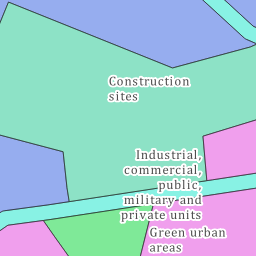 Construction
sites
Industrial,
commercial,
public,
military and
private units
Green urban
areas